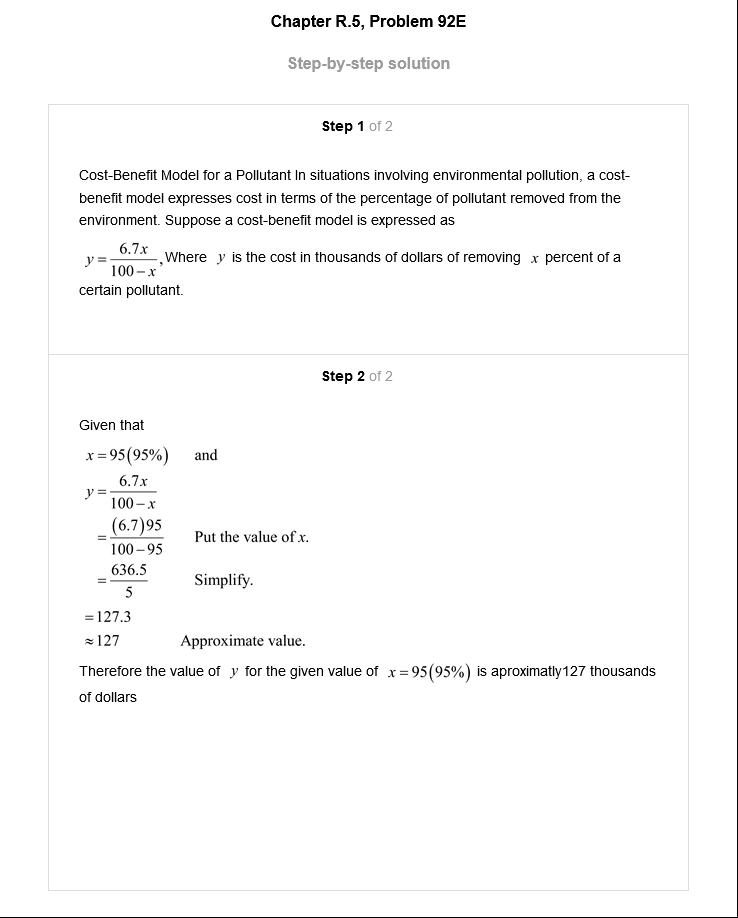 Chapter R.5, Problem 92E
Step-by-step solution
Step 1 of 2
Cost-Benefit Model for a Pollutant In situations involving environmental pollution, a cost-
benefit model expresses cost in terms of the percentage of pollutant removed from the
environment. Suppose a cost-benefit model is expressed as
y = 6.7x / 100 – x , Where y is the cost in thousands of dollars of removing x percent of a
certain pollutant.
Step 2 of 2
Given that
x = 95(95%) and
y = 6.7x / 100 – x
= (6.7)95 / 100 – 95 Put the value of x.
= 636.5 / 5 Simplify.
= 127.3
≈ 127 Approximate value.
Therefore the value of y for the given value of x = 95(95%) is aproximatly127 thousands
of dollars